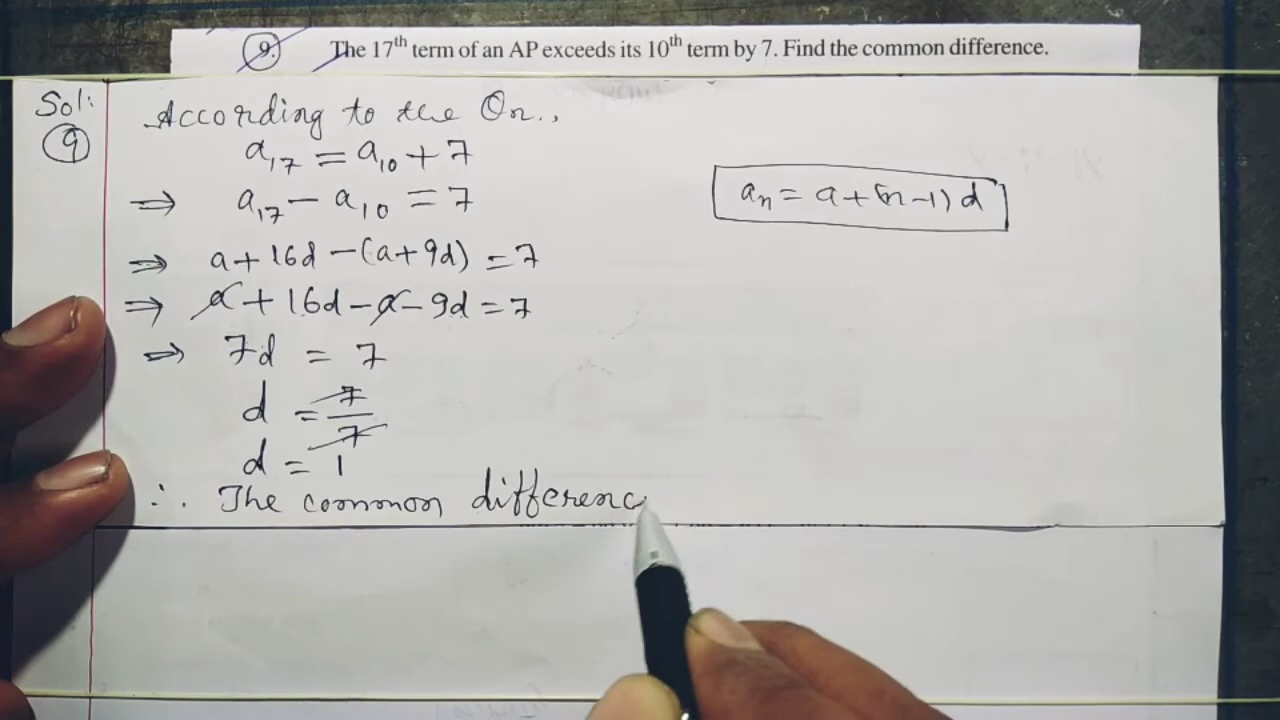 9. The 17th term of an AP exceeds its 10th term by 7. Find the common difference.
Sol:
9
According to the Qn.,
a₁₇ = a₁₀ + 7
⇒ a₁₇ − a₁₀ = 7
aₙ = a + (n−1) d
⇒ a + 16d − (a + 9d) = 7
⇒ a + 16d − a − 9d = 7
⇒ 7d = 7
d = 7/7
d = 1
∴ The common differenc